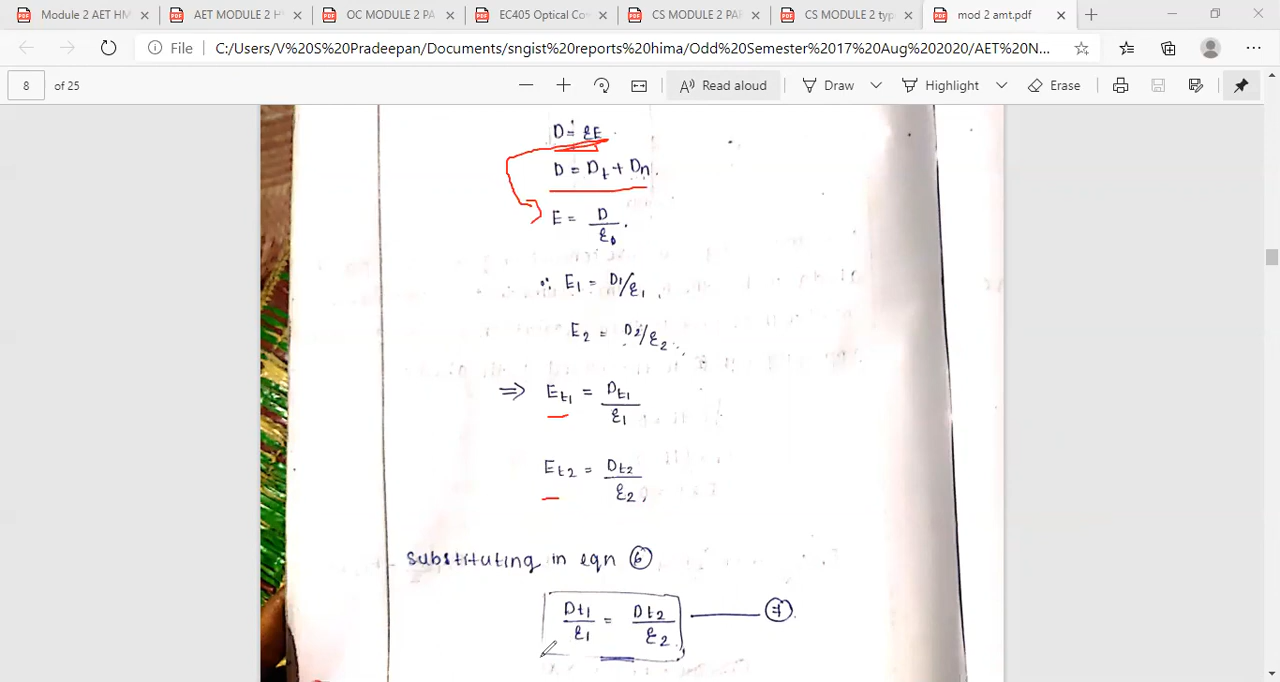 Module 2 AET HM
AET MODULE 2 H
OC MODULE 2 PA
EC405 Optical Co
CS MODULE 2 PA
CS MODULE 2 typ
mod 2 amt.pdf
File
C:/Users/V%20S%20Pradeepan/Documents/sngist%20reports%20hima/Odd%20Semester%2017%20Aug%202020/AET%20N...
8 of 25
Read aloud
Draw
Highlight
Erase
D = εE
D = Dt + Dn.
E = D/ε0.
∴ E1 = D1/ε1,
E2 = D2/ε2.
⇒ Et1 = Dt1/ε1
Et2 = Dt2/ε2,
substituting in eqn ⑥
Dt1/ε1 = Dt2/ε2 ⑦